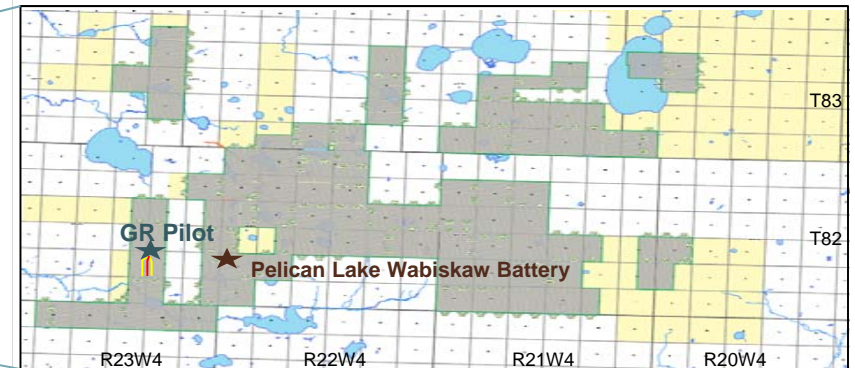 T83
T82
GR Pilot
Pelican Lake Wabiskaw Battery
R23W4 R22W4 R21W4 R20W4